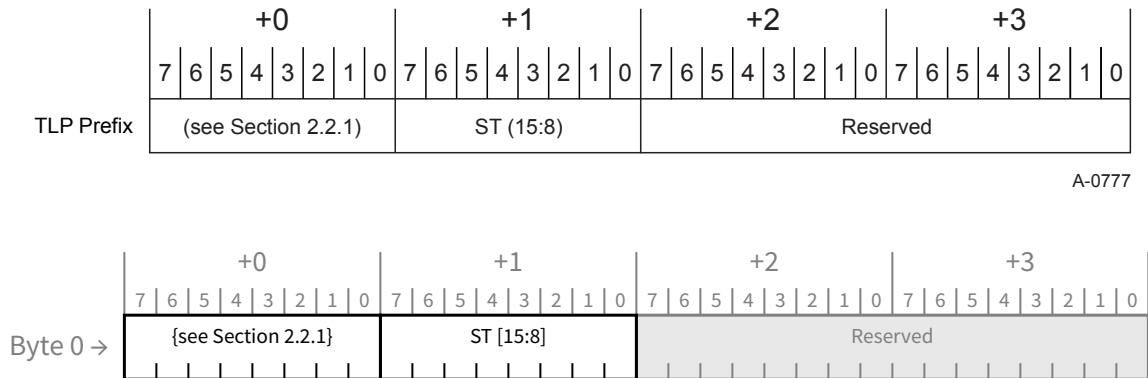 +0 +1 +2 +3
7 6 5 4 3 2 1 0 7 6 5 4 3 2 1 0 7 6 5 4 3 2 1 0 7 6 5 4 3 2 1 0
TLP Prefix (see Section 2.2.1) ST (15:8) Reserved
A-0777
+0 +1 +2 +3
7 6 5 4 3 2 1 0 7 6 5 4 3 2 1 0 7 6 5 4 3 2 1 0 7 6 5 4 3 2 1 0
Byte 0 → {see Section 2.2.1} ST [15:8] Reserved